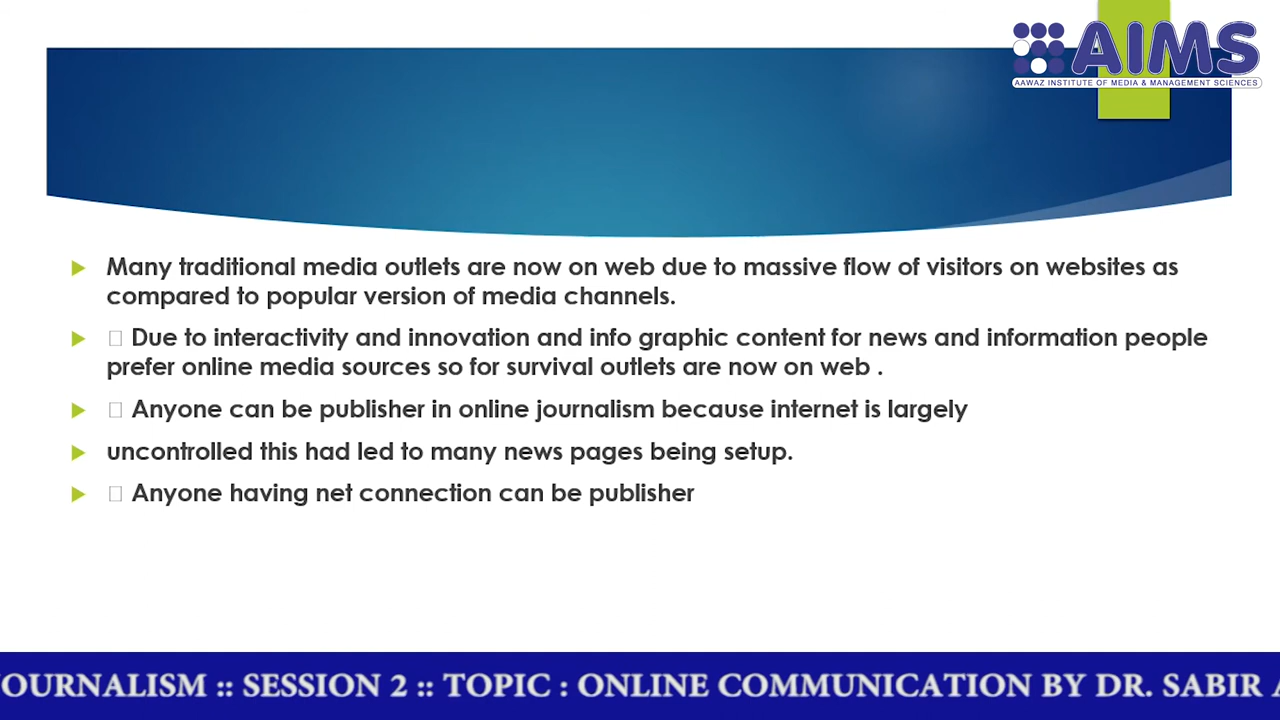 AIMS
AAWAZ INSTITUTE OF MEDIA & MANAGEMENT SCIENCES
Many traditional media outlets are now on web due to massive flow of visitors on websites as
compared to popular version of media channels.
Due to interactivity and innovation and info graphic content for news and information people
prefer online media sources so for survival outlets are now on web .
Anyone can be publisher in online journalism because internet is largely
uncontrolled this had led to many news pages being setup.
Anyone having net connection can be publisher
OURNALISM :: SESSION 2 :: TOPIC : ONLINE COMMUNICATION BY DR. SABIR A